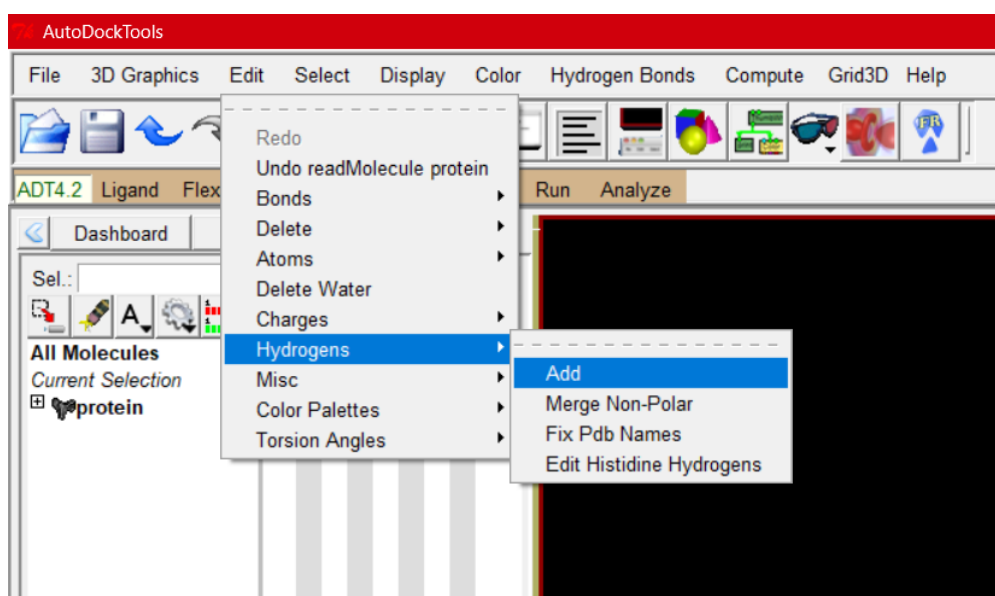 AutoDockTools
File 3D Graphics Edit Select Display Color Hydrogen Bonds Compute Grid3D Help
ADT4.2 Ligand Flex Run Analyze
Dashboard
Sel.:
A
All Molecules
Current Selection
protein
Redo
Undo readMolecule protein
Bonds
Delete
Atoms
Delete Water
Charges
Hydrogens
Misc
Color Palettes
Torsion Angles
Add
Merge Non-Polar
Fix Pdb Names
Edit Histidine Hydrogens